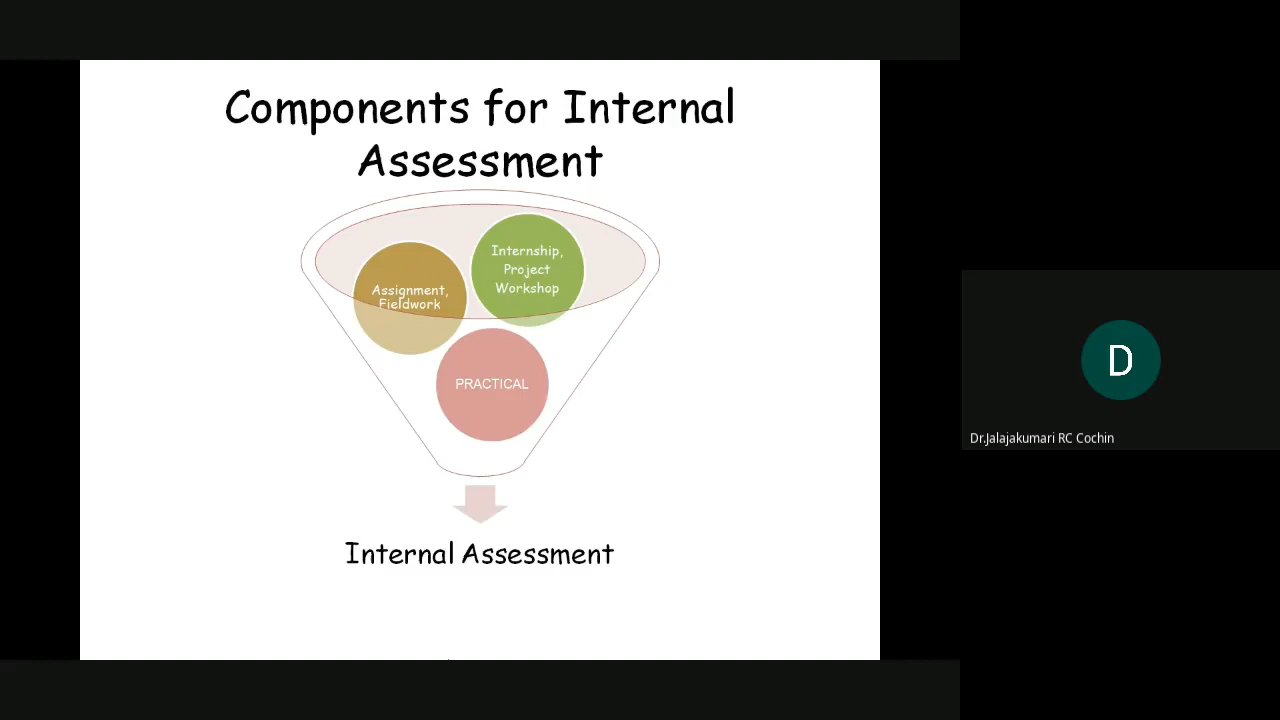 Components for Internal
Assessment
Internship,
Project
Workshop
Assignment,
Fieldwork
PRACTICAL
Internal Assessment
D
Dr.Jalajakumari RC Cochin